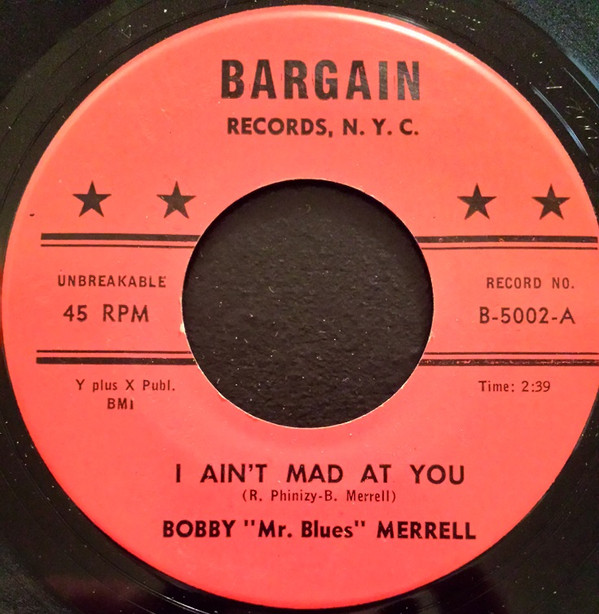 BARGAIN
RECORDS, N. Y. C.
UNBREAKABLE
45 RPM
RECORD NO.
B-5002-A
Y plus X Publ.
BMI
Time: 2:39
I AIN'T MAD AT YOU
(R. Phinizy-B. Merrell)
BOBBY "Mr. Blues" MERRELL